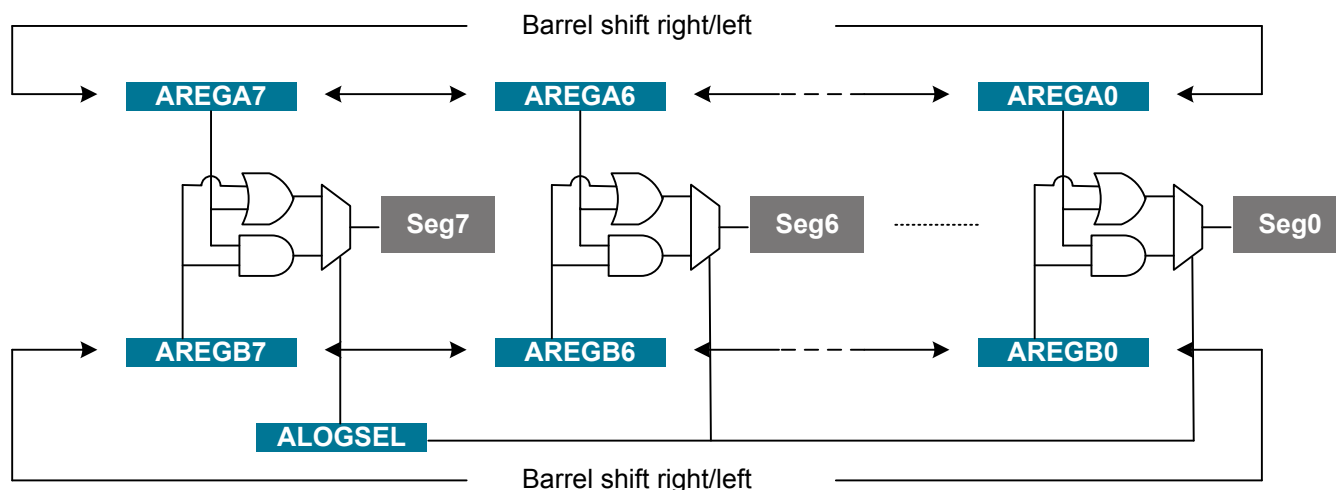 Barrel shift right/left
AREGA7 AREGA6 AREGA0
Seg7 Seg6 Seg0
AREGB7 AREGB6 AREGB0
ALOGSEL
Barrel shift right/left